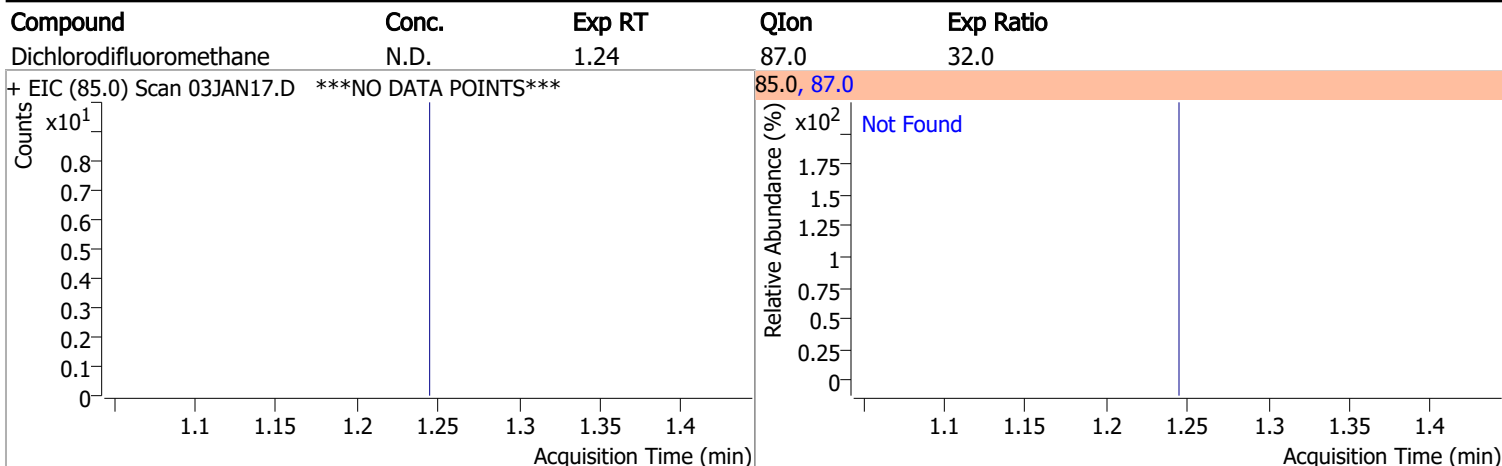 Compound Conc. Exp RT QIon Exp Ratio
Dichlorodifluoromethane N.D. 1.24 87.0 32.0
+ EIC (85.0) Scan 03JAN17.D ***NO DATA POINTS***
Counts
x10¹
0.8
0.7
0.6
0.5
0.4
0.3
0.2
0.1
0
1.1 1.15 1.2 1.25 1.3 1.35 1.4
Acquisition Time (min)
85.0, 87.0
Relative Abundance (%)
x10²
Not Found
1.75
1.5
1.25
1
0.75
0.5
0.25
0
1.1 1.15 1.2 1.25 1.3 1.35 1.4
Acquisition Time (min)